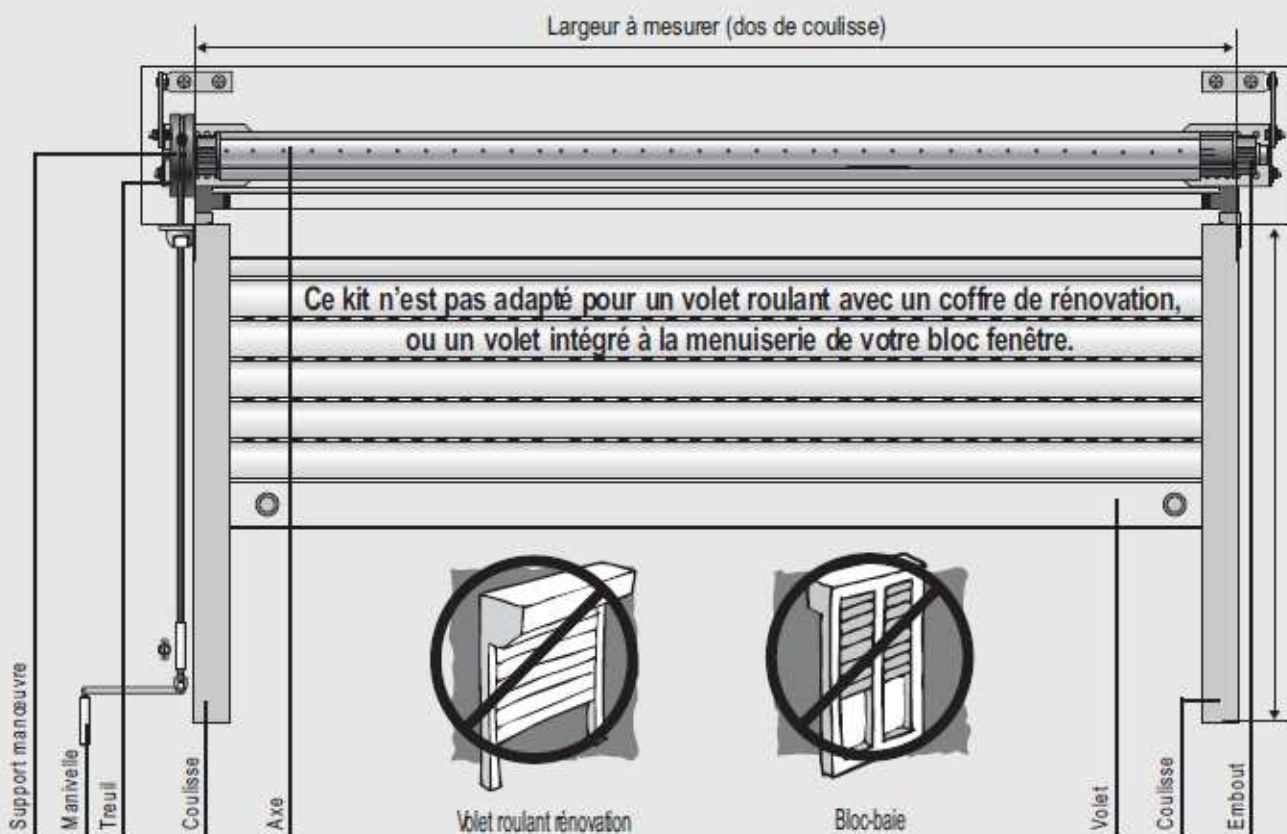 Largeur à mesurer (dos de coulisse)
Ce kit n'est pas adapté pour un volet roulant avec un coffre de rénovation,
ou un volet intégré à la menuiserie de votre bloc fenêtre.
Support manœuvre
Manivelle
Treuil
Coulisse
Axe
Volet roulant rénovation
Bloc-baie
Volet
Coulisse
Embout